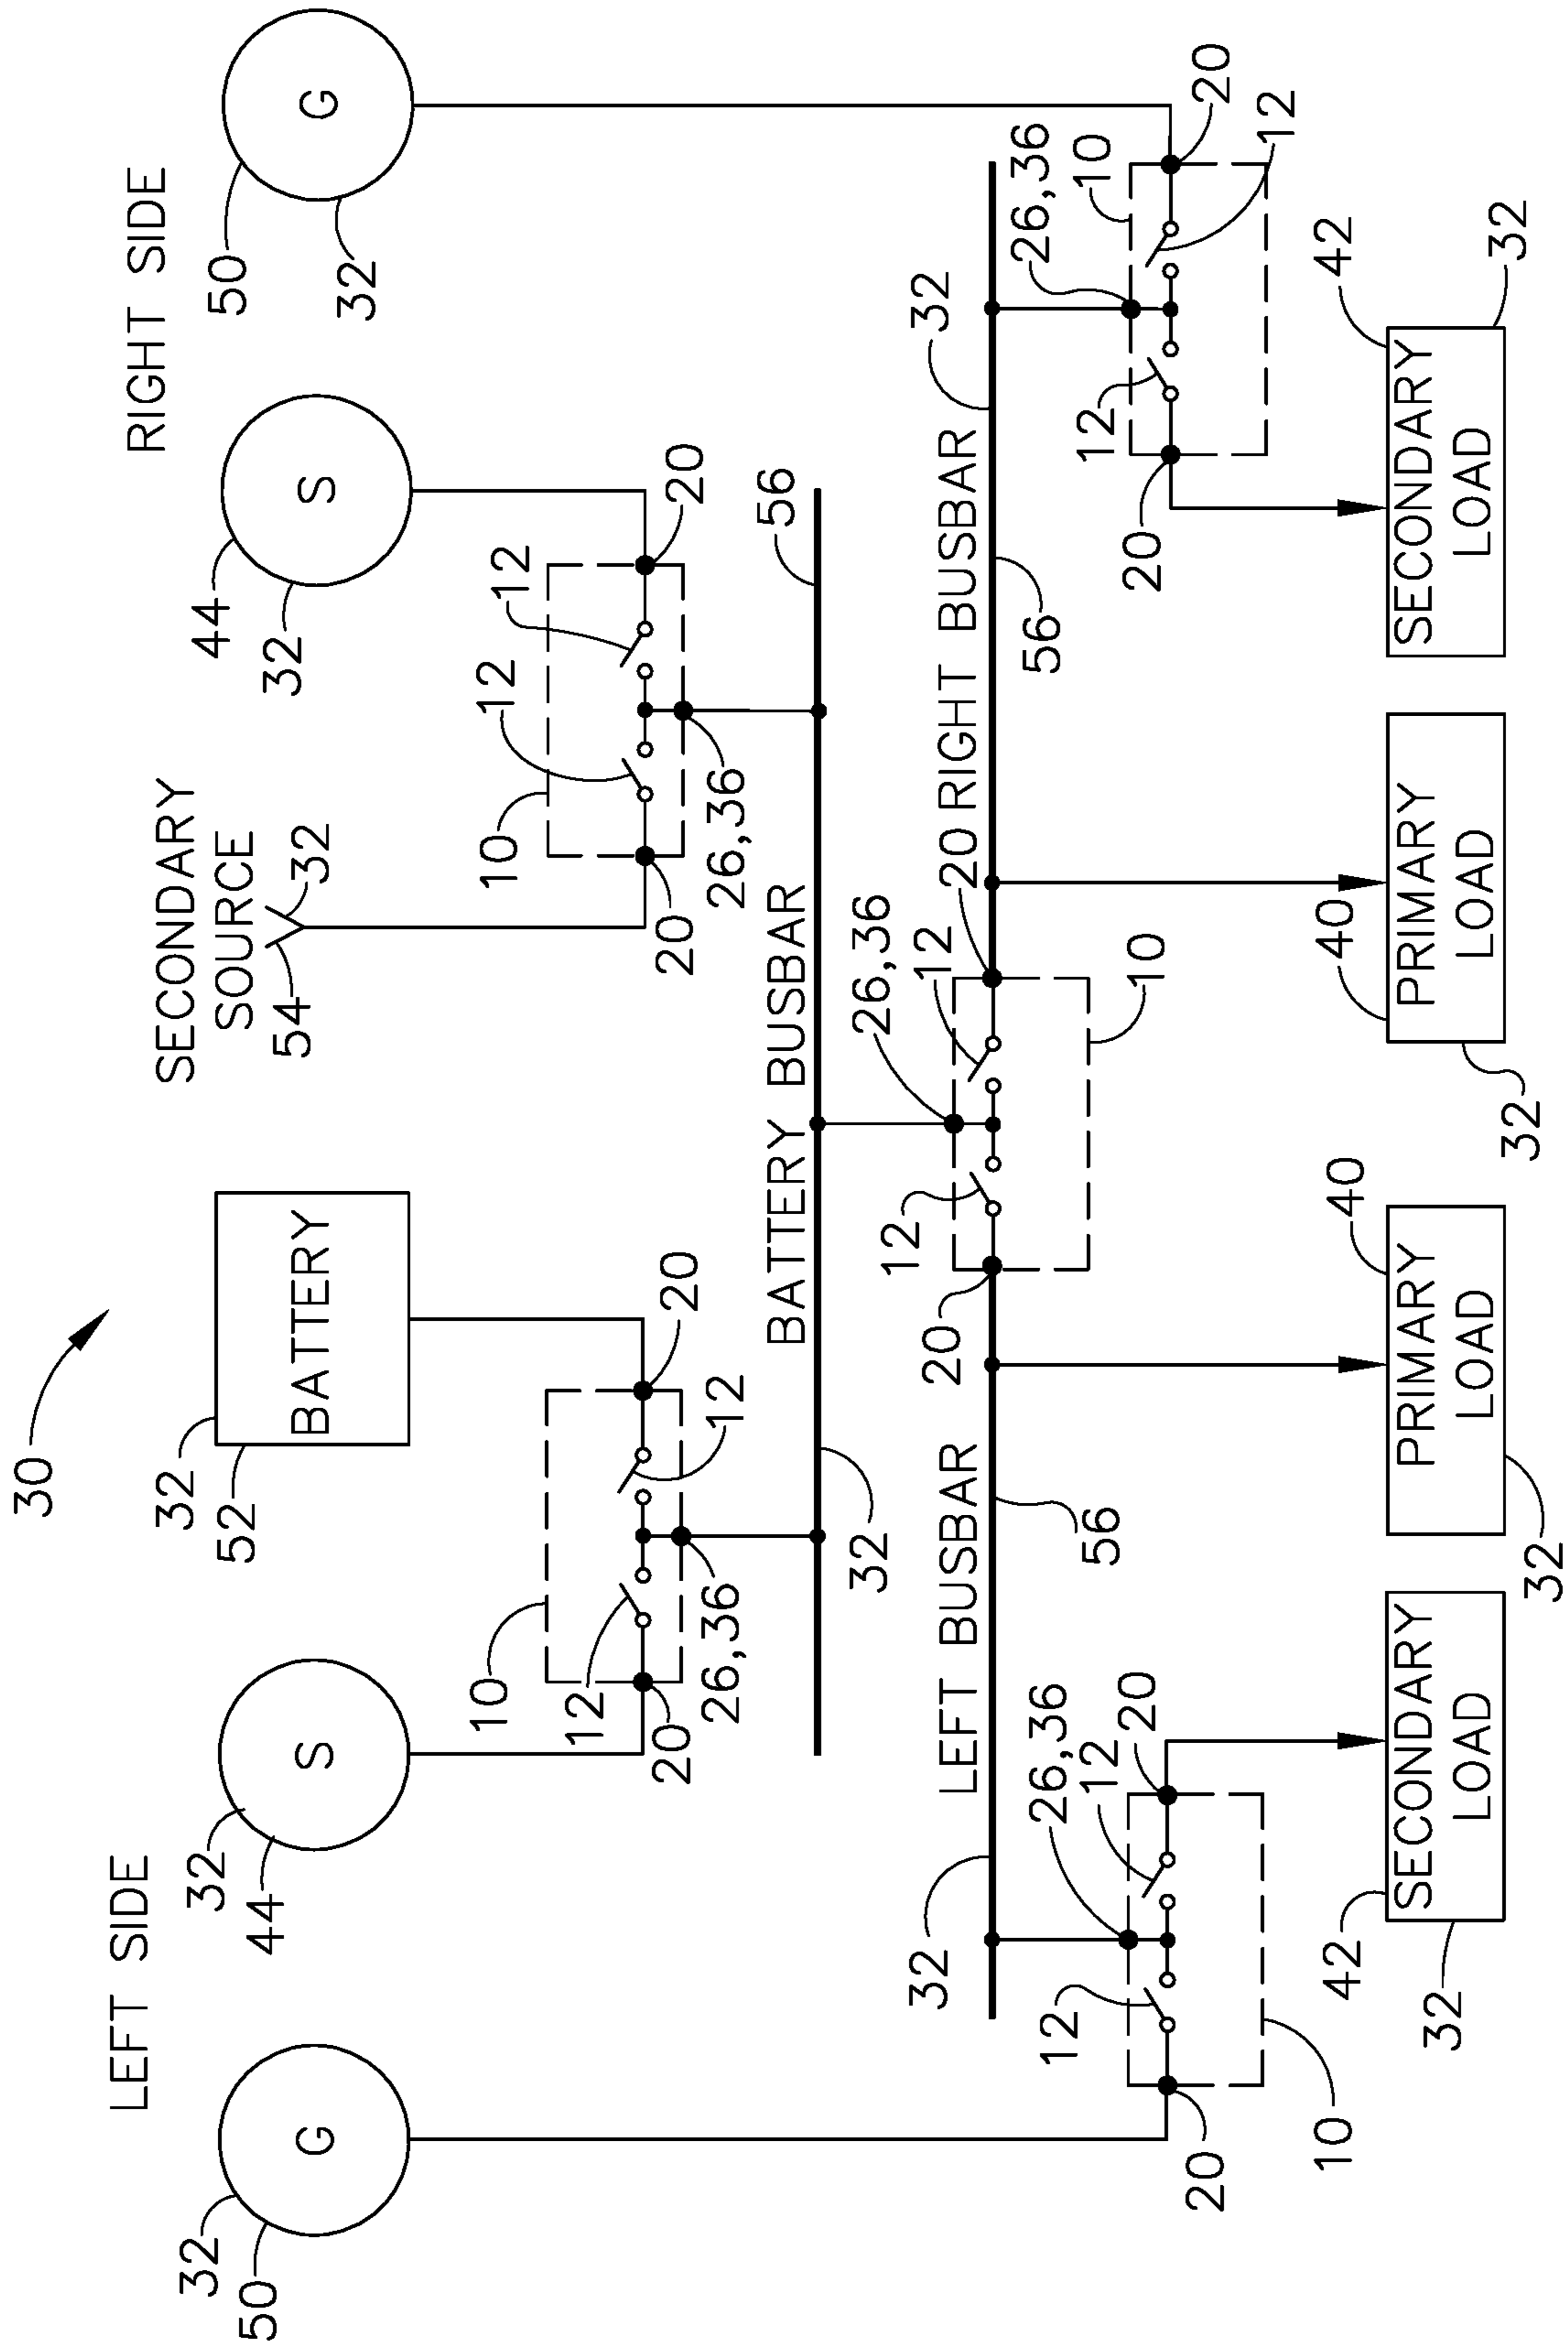 30
LEFT SIDE
RIGHT SIDE
SECONDARY
SOURCE
32
50
32
44
32
52
54
32
44
32
50
32
G
S
BATTERY
S
G
10
12
20
12
20
26,36
10
12
12
20
20
26,36
BATTERY BUSBAR
56
32
26,36
32
LEFT BUSBAR
20
12
12
20
RIGHT BUSBAR
32
56
10
56
26,36
12
12
20
20
10
26,36
10
12
12
20
20
42
32
SECONDARY
LOAD
40
32
PRIMARY
LOAD
40
32
PRIMARY
LOAD
42
32
SECONDARY
LOAD